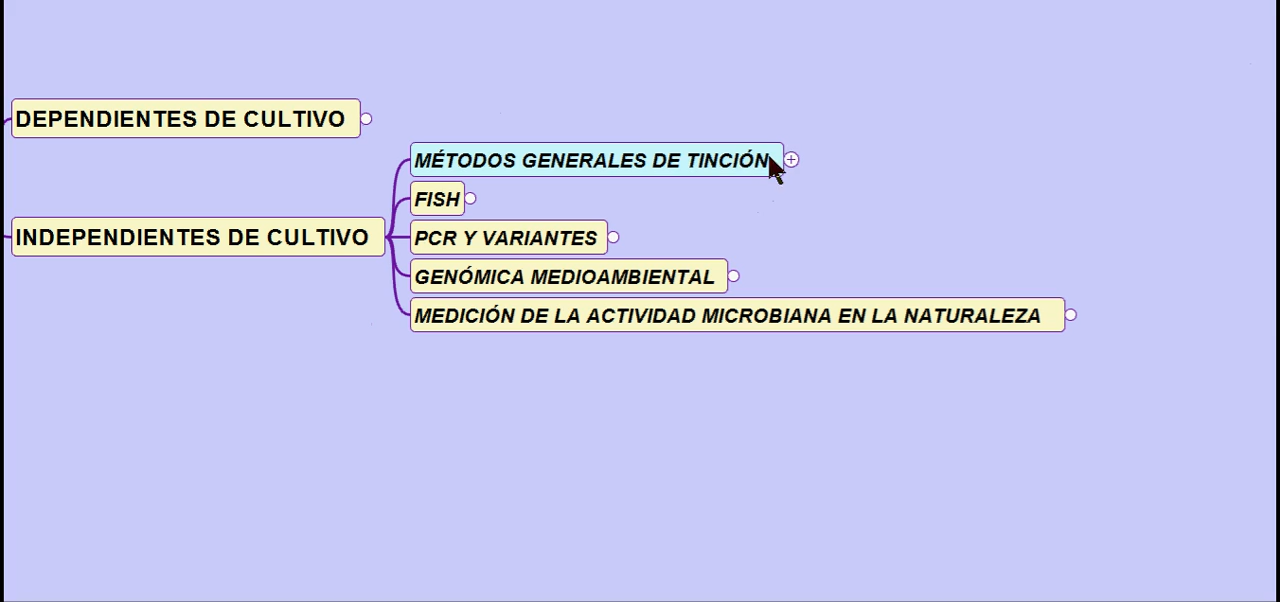 DEPENDIENTES DE CULTIVO
MÉTODOS GENERALES DE TINCIÓN
FISH
INDEPENDIENTES DE CULTIVO
PCR Y VARIANTES
GENÓMICA MEDIOAMBIENTAL
MEDICIÓN DE LA ACTIVIDAD MICROBIANA EN LA NATURALEZA